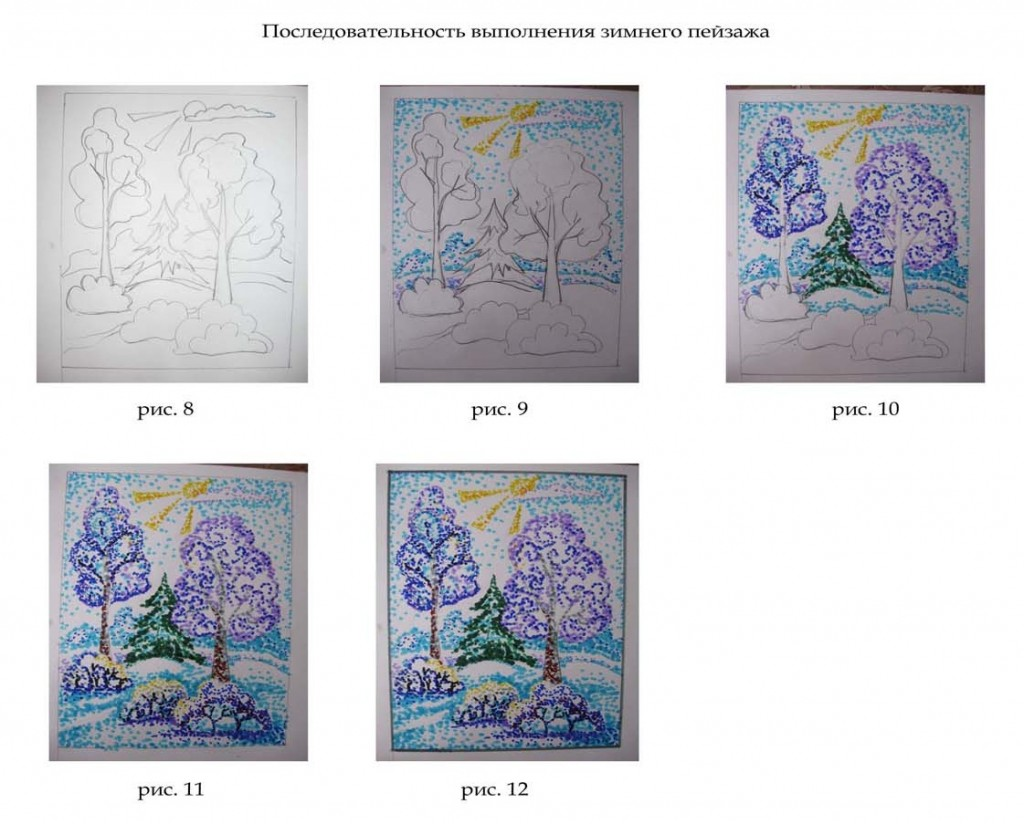 Последовательность выполнения зимнего пейзажа
рис. 8
рис. 9
рис. 10
рис. 11
рис. 12